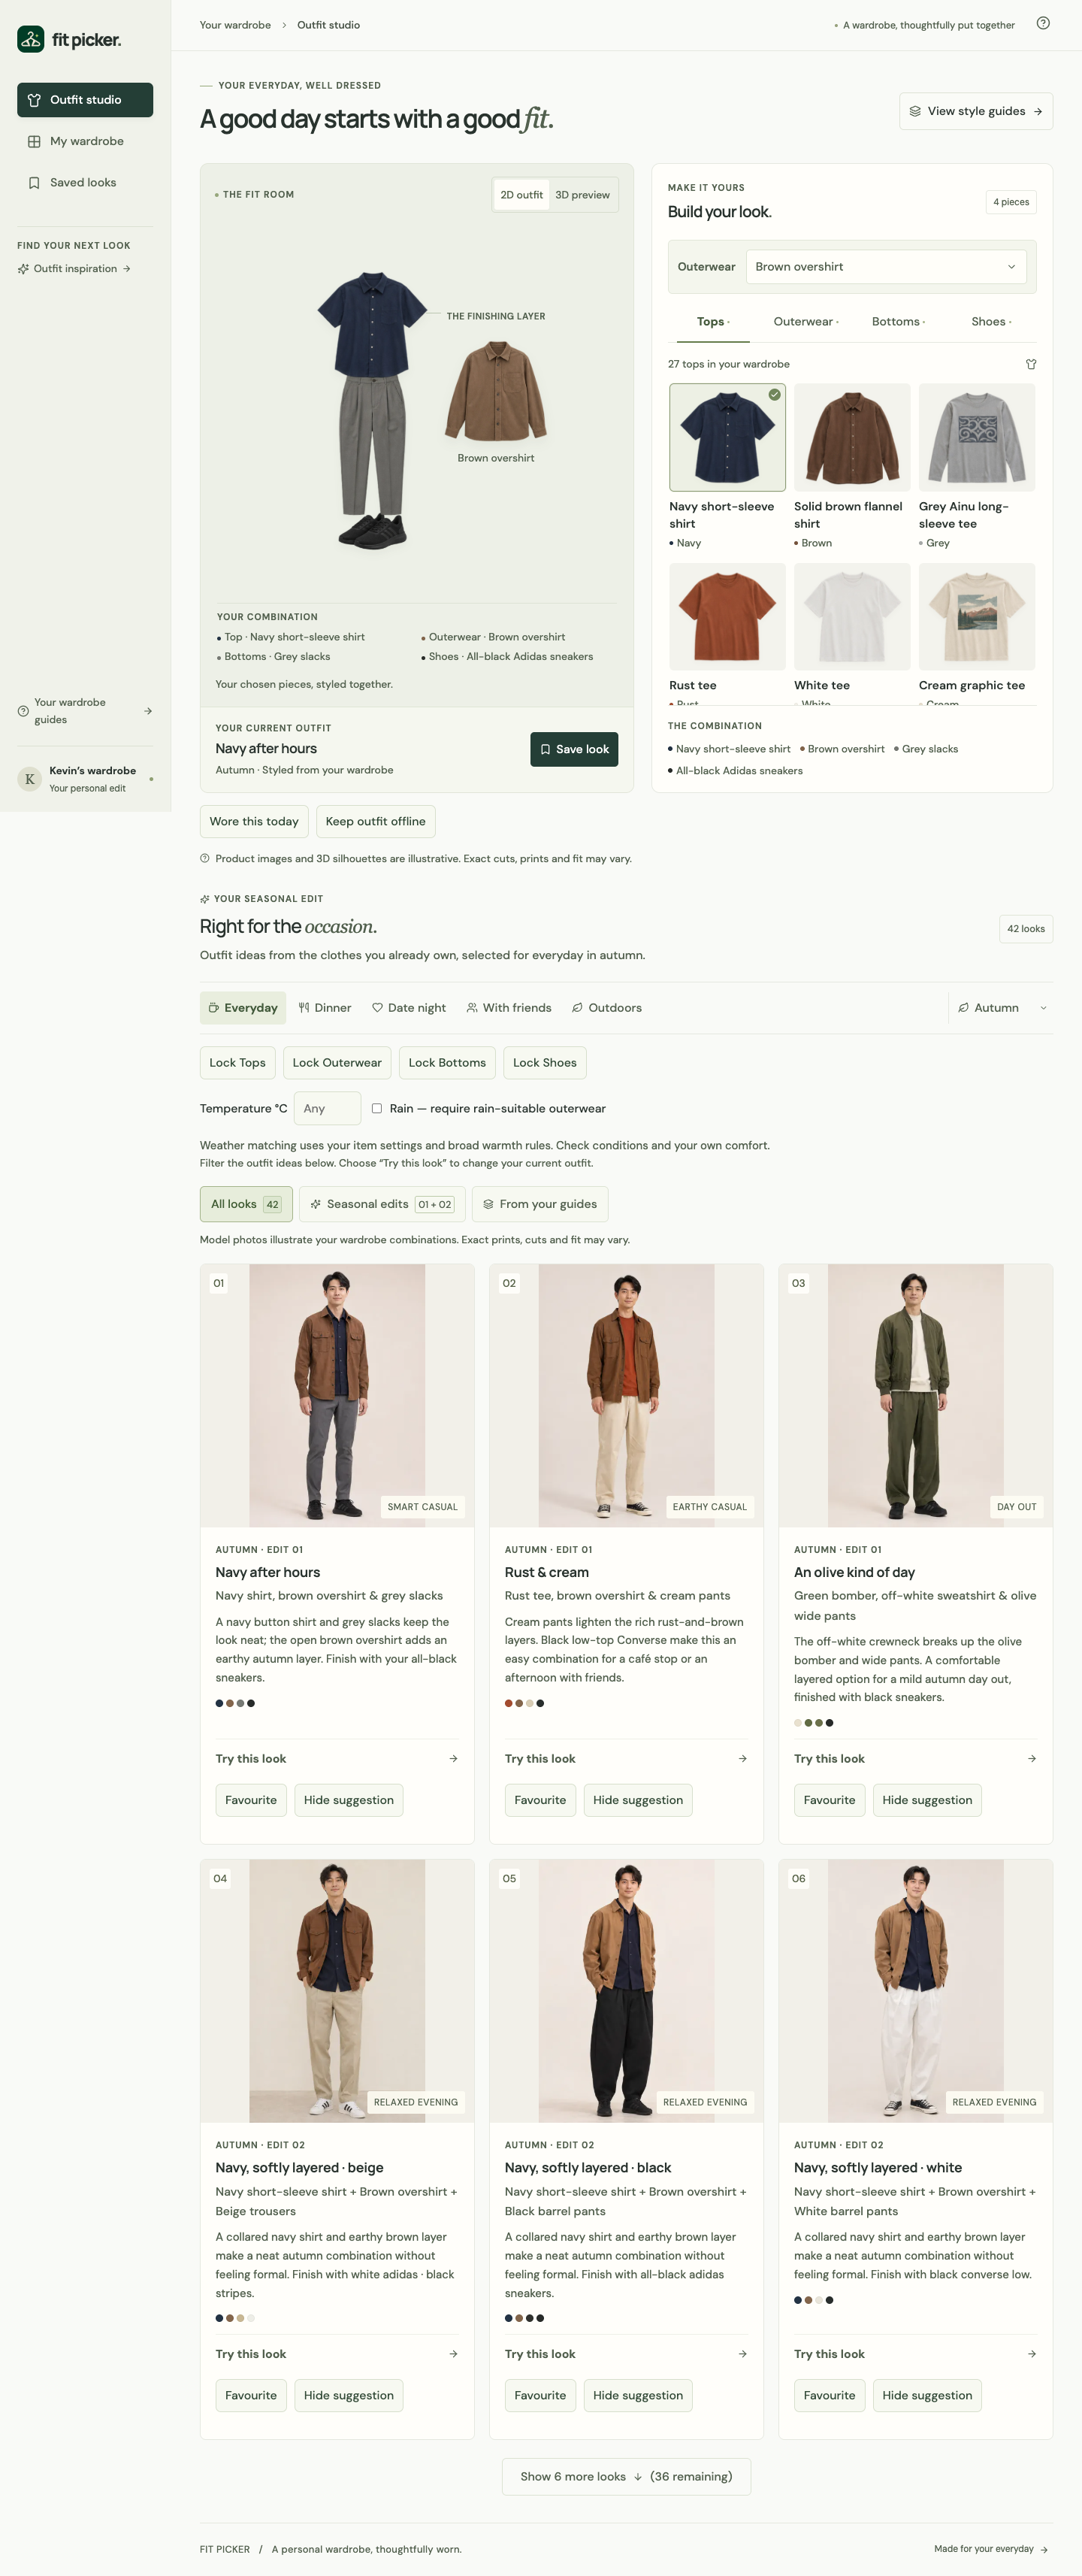 fit picker.
Outfit studio
My wardrobe
Saved looks
FIND YOUR NEXT LOOK
Outfit inspiration →
Your wardrobe
guides →
K
Kevin's wardrobe
Your personal edit
Your wardrobe > Outfit studio
A wardrobe, thoughtfully put together
YOUR EVERYDAY, WELL DRESSED
A good day starts with a good fit.
View style guides →
THE FIT ROOM
2D outfit 3D preview
THE FINISHING LAYER
Brown overshirt
YOUR COMBINATION
Top · Navy short-sleeve shirt
Outerwear · Brown overshirt
Bottoms · Grey slacks
Shoes · All-black Adidas sneakers
Your chosen pieces, styled together.
YOUR CURRENT OUTFIT
Navy after hours
Autumn · Styled from your wardrobe
Save look
MAKE IT YOURS
Build your look.
4 pieces
Outerwear Brown overshirt
Tops · Outerwear · Bottoms · Shoes ·
27 tops in your wardrobe
Navy short-sleeve
shirt
Navy
Solid brown flannel
shirt
Brown
Grey Ainu long-
sleeve tee
Grey
Rust tee
Rust
White tee
White
Cream graphic tee
Cream
THE COMBINATION
Navy short-sleeve shirt Brown overshirt Grey slacks
All-black Adidas sneakers
Wore this today Keep outfit offline
Product images and 3D silhouettes are illustrative. Exact cuts, prints and fit may vary.
YOUR SEASONAL EDIT
Right for the occasion.
42 looks
Outfit ideas from the clothes you already own, selected for everyday in autumn.
Everyday Dinner Date night With friends Outdoors Autumn
Lock Tops Lock Outerwear Lock Bottoms Lock Shoes
Temperature °C Any Rain — require rain-suitable outerwear
Weather matching uses your item settings and broad warmth rules. Check conditions and your own comfort.
Filter the outfit ideas below. Choose "Try this look" to change your current outfit.
All looks 42 Seasonal edits 01 + 02 From your guides
Model photos illustrate your wardrobe combinations. Exact prints, cuts and fit may vary.
01
SMART CASUAL
AUTUMN · EDIT 01
Navy after hours
Navy shirt, brown overshirt & grey slacks
A navy button shirt and grey slacks keep the
look neat; the open brown overshirt adds an
earthy autumn layer. Finish with your all-black
sneakers.
Try this look →
Favourite Hide suggestion
02
EARTHY CASUAL
AUTUMN · EDIT 01
Rust & cream
Rust tee, brown overshirt & cream pants
Cream pants lighten the rich rust-and-brown
layers. Black low-top Converse make this an
easy combination for a café stop or an
afternoon with friends.
Try this look →
Favourite Hide suggestion
03
DAY OUT
AUTUMN · EDIT 01
An olive kind of day
Green bomber, off-white sweatshirt & olive
wide pants
The off-white crewneck breaks up the olive
bomber and wide pants. A comfortable
layered option for a mild autumn day out,
finished with black sneakers.
Try this look →
Favourite Hide suggestion
04
RELAXED EVENING
AUTUMN · EDIT 02
Navy, softly layered · beige
Navy short-sleeve shirt + Brown overshirt +
Beige trousers
A collared navy shirt and earthy brown layer
make a neat autumn combination without
feeling formal. Finish with white adidas · black
stripes.
Try this look →
Favourite Hide suggestion
05
RELAXED EVENING
AUTUMN · EDIT 02
Navy, softly layered · black
Navy short-sleeve shirt + Brown overshirt +
Black barrel pants
A collared navy shirt and earthy brown layer
make a neat autumn combination without
feeling formal. Finish with all-black adidas
sneakers.
Try this look →
Favourite Hide suggestion
06
RELAXED EVENING
AUTUMN · EDIT 02
Navy, softly layered · white
Navy short-sleeve shirt + Brown overshirt +
White barrel pants
A collared navy shirt and earthy brown layer
make a neat autumn combination without
feeling formal. Finish with black converse low.
Try this look →
Favourite Hide suggestion
Show 6 more looks ↓ (36 remaining)
FIT PICKER / A personal wardrobe, thoughtfully worn.
Made for your everyday →